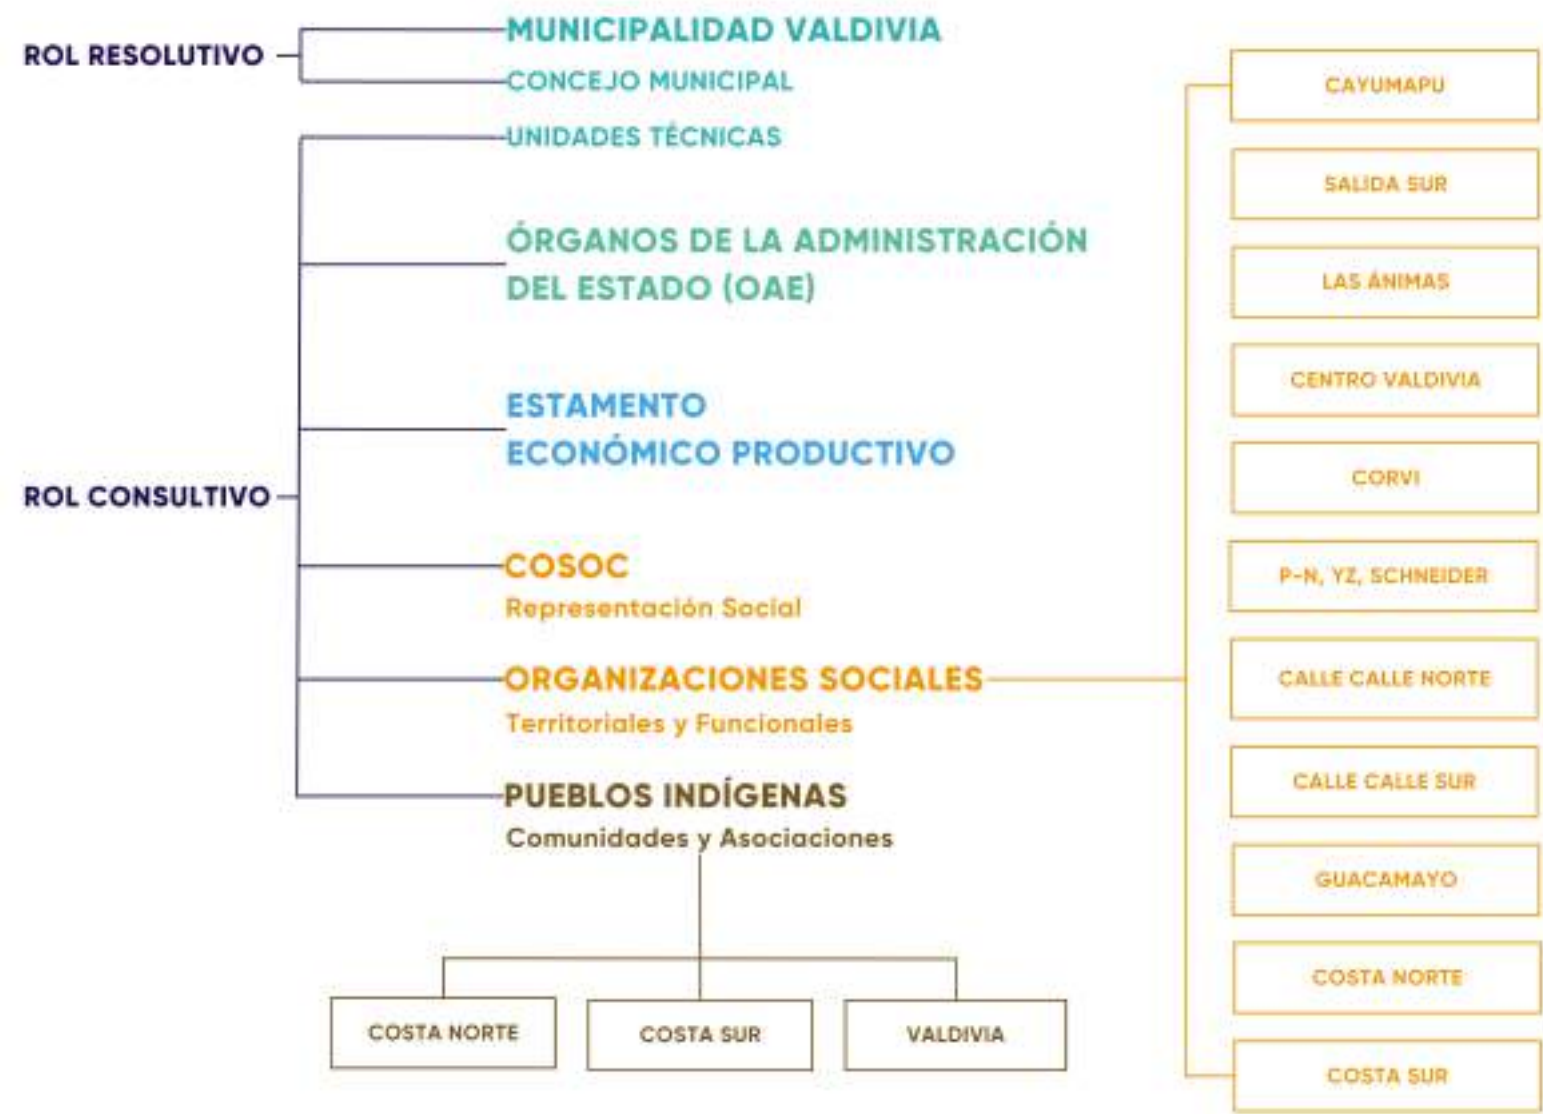 ROL RESOLUTIVO
MUNICIPALIDAD VALDIVIA
CONCEJO MUNICIPAL
ROL CONSULTIVO
UNIDADES TÉCNICAS
ÓRGANOS DE LA ADMINISTRACIÓN
DEL ESTADO (OAE)
ESTAMENTO
ECONÓMICO PRODUCTIVO
COSOC
Representación Social
ORGANIZACIONES SOCIALES
Territoriales y Funcionales
PUEBLOS INDÍGENAS
Comunidades y Asociaciones
COSTA NORTE
COSTA SUR
VALDIVIA
CAYUMAPU
SALIDA SUR
LAS ÁNIMAS
CENTRO VALDIVIA
CORVI
P-N, YZ, SCHNEIDER
CALLE CALLE NORTE
CALLE CALLE SUR
GUACAMAYO
COSTA NORTE
COSTA SUR